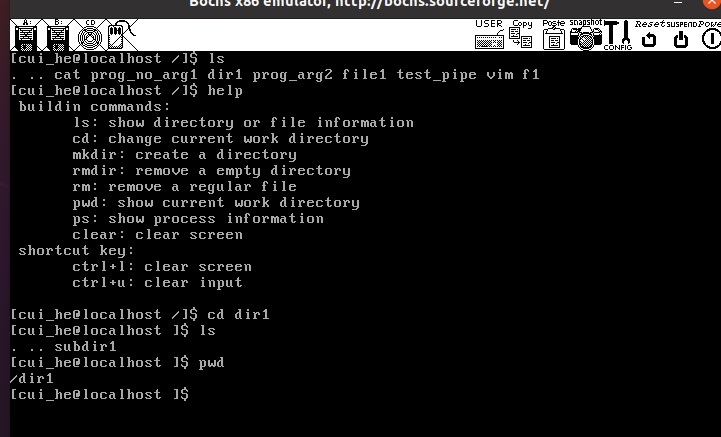 Bochs x86 emulator, http://bochs.sourceforge.net/
A: B: CD USER Copy Paste snapshot CONFIG Reset SUSPEND Power
[cui_he@localhost /]$ ls
. .. cat prog_no_arg1 dir1 prog_arg2 file1 test_pipe vim f1
[cui_he@localhost /]$ help
buildin commands:
ls: show directory or file information
cd: change current work directory
mkdir: create a directory
rmdir: remove a empty directory
rm: remove a regular file
pwd: show current work directory
ps: show process information
clear: clear screen
shortcut key:
ctrl+l: clear screen
ctrl+u: clear input
[cui_he@localhost /]$ cd dir1
[cui_he@localhost ]$ ls
. .. subdir1
[cui_he@localhost ]$ pwd
/dir1
[cui_he@localhost ]$